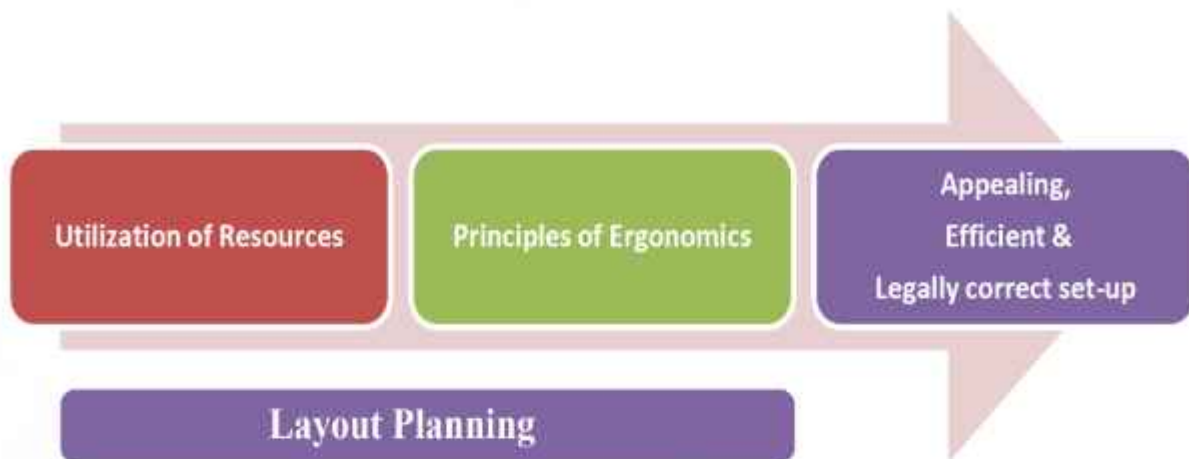 Utilization of Resources
Principles of Ergonomics
Appealing,
Efficient &
Legally correct set-up
Layout Planning